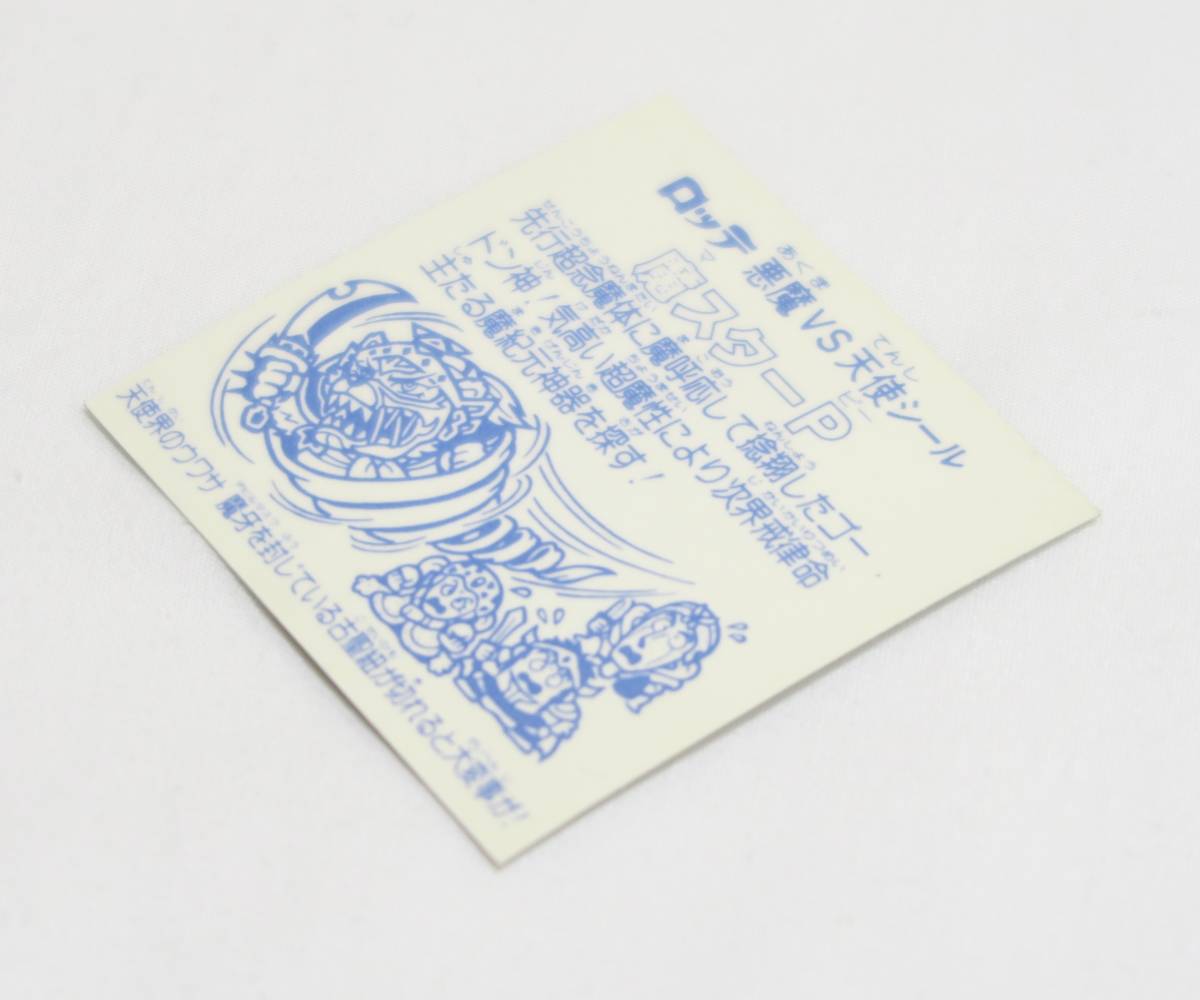 ロッテ 悪魔VS天使シール
魔スターP
先行超念魔体に魔呼応して捻翔したゴー
ドン神!気高い超魔性により次界戒律命
主たる魔紀元神器を探す!
天使界のウワサ 魔牙を封じている古聖紐が切れると大変事が!